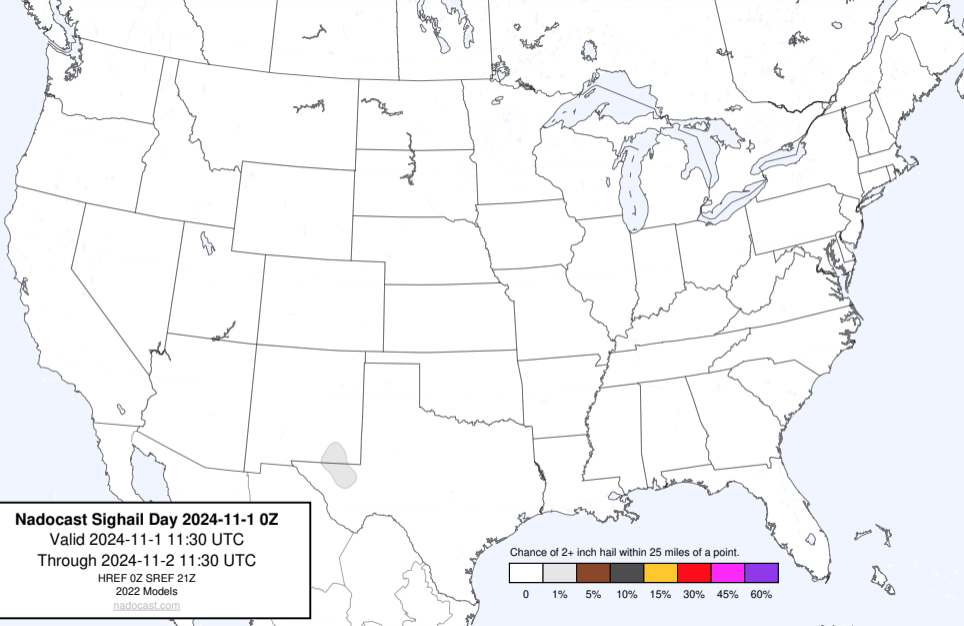 Nadocast Sighail Day 2024-11-1 0Z
Valid 2024-11-1 11:30 UTC
Through 2024-11-2 11:30 UTC
HREF 0Z SREF 21Z
2022 Models
nadocast.com
Chance of 2+ inch hail within 25 miles of a point.
0 1% 5% 10% 15% 30% 45% 60%